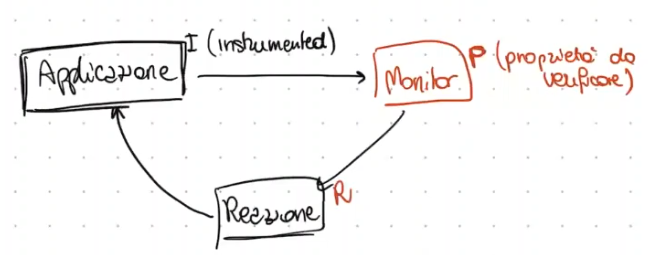 I (instrumented)
Applicazione
Monitor
P (proprietà da
verificare)
R
Reazione